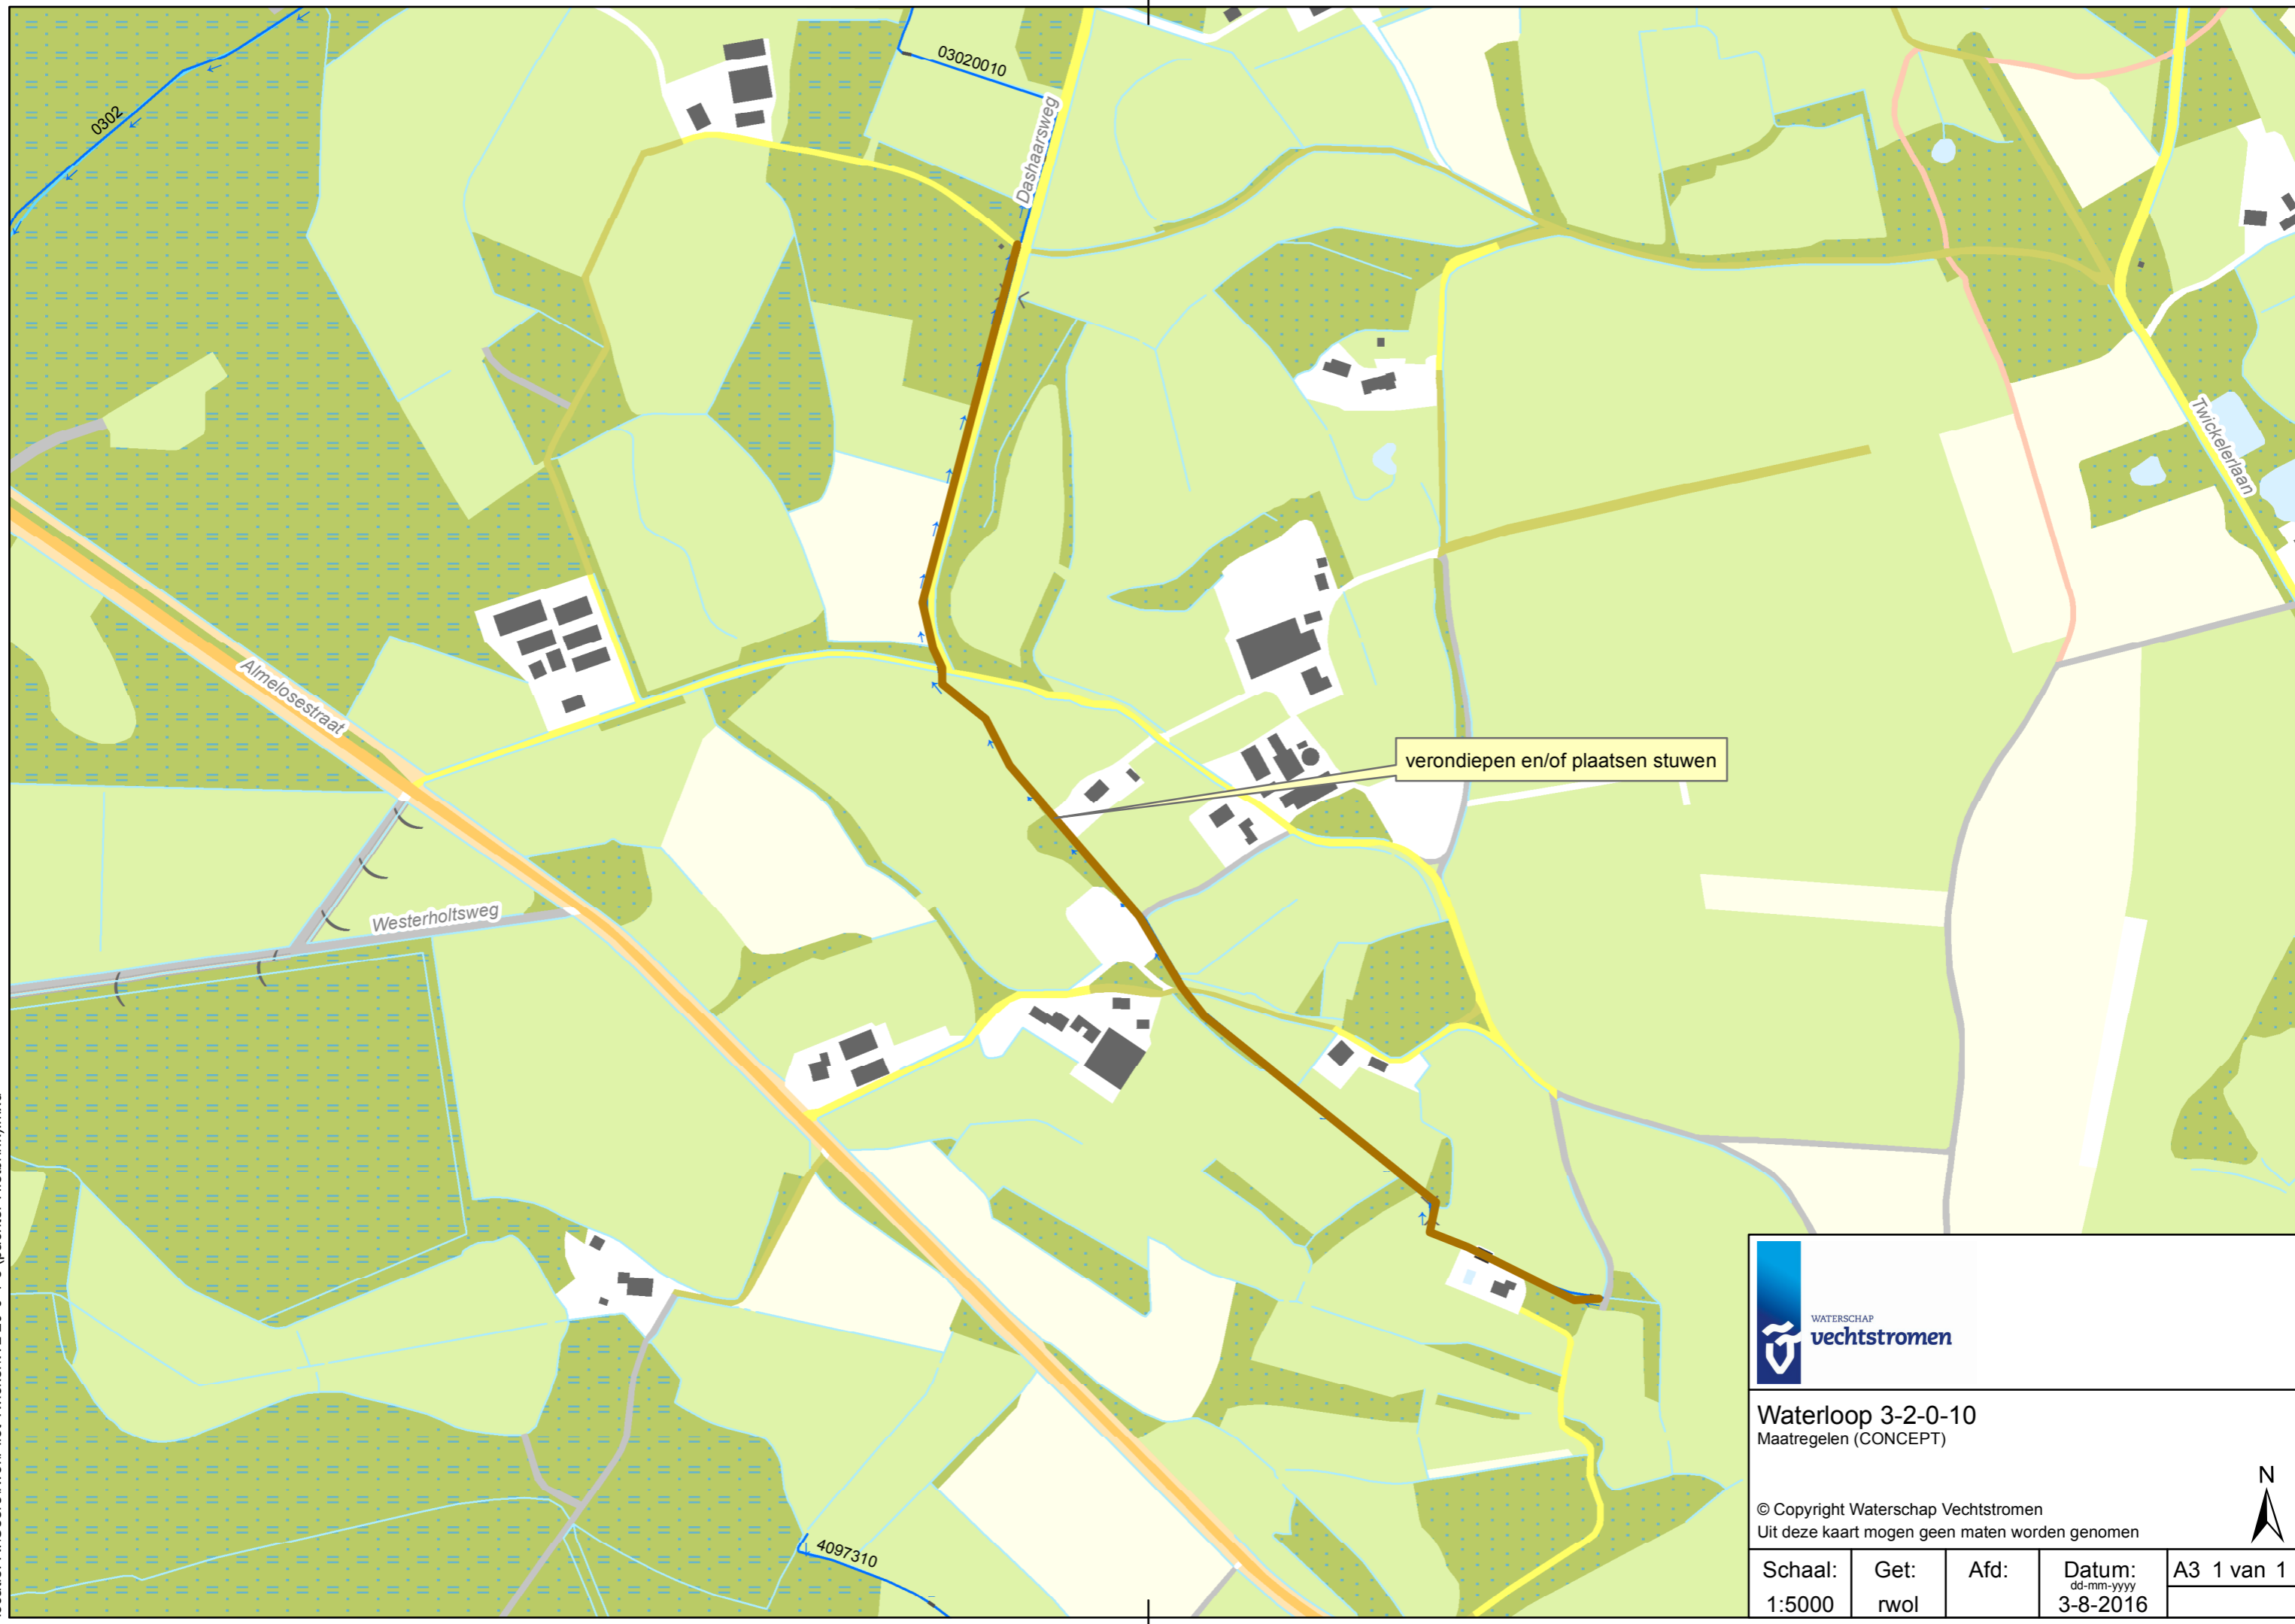 03020010
0302
Dashaarsweg
Twickelerlaan
Almelosestraat
verondiepen en/of plaatsen stuwen
Westerholtsweg
4097310
WATERSCHAP
vechtstromen
Waterloop 3-2-0-10
Maatregelen (CONCEPT)
N
© Copyright Waterschap Vechtstromen
Uit deze kaart mogen geen maten worden genomen
Schaal:
1:5000
Get:
rwol
Afd:
Datum:
dd-mm-yyyy
3-8-2016
A3 1 van 1